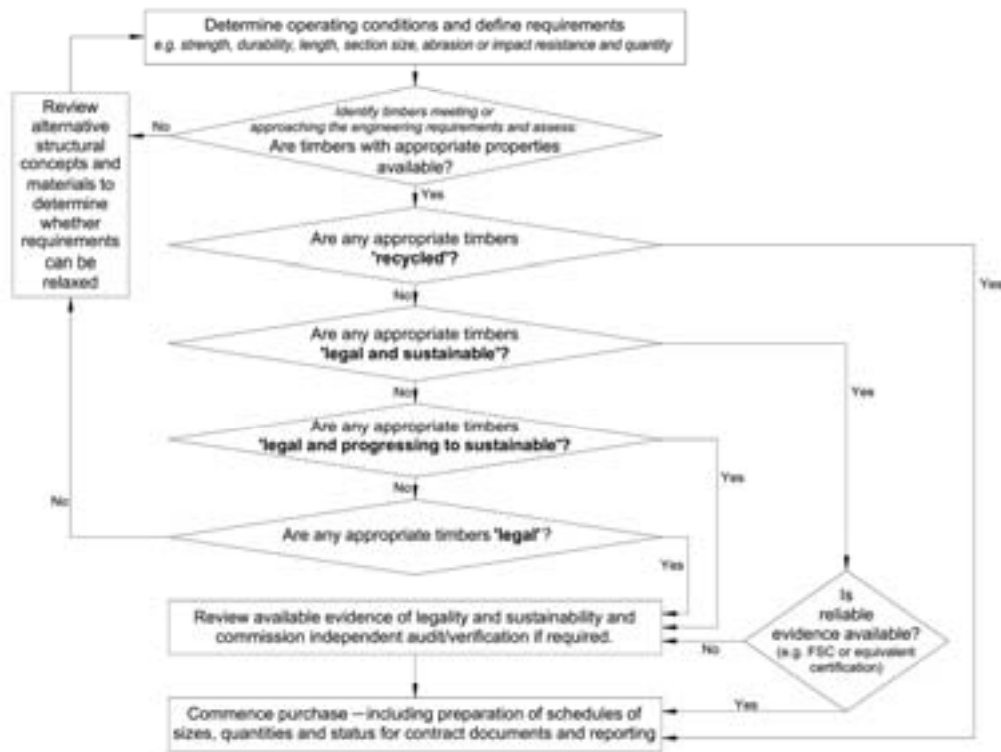 Determine operating conditions and define requirements
e.g. strength, durability, length, section size, abrasion or impact resistance and quantity
Review
alternative
structural
concepts and
materials to
determine
whether
requirements
can be
relaxed
No
Identify timbers meeting or
approaching the engineering requirements and assess:
Are timbers with appropriate properties
available?
Yes
Are any appropriate timbers
'recycled'?
Yes
No
Are any appropriate timbers
'legal and sustainable'?
Yes
No
Are any appropriate timbers
'legal and progressing to sustainable'?
Yes
No
No
Are any appropriate timbers 'legal'?
Yes
Is
reliable
evidence available?
(e.g. FSC or equivalent
certification)
No
Yes
Review available evidence of legality and sustainability and
commission independent audit/verification if required.
Commence purchase – including preparation of schedules of
sizes, quantities and status for contract documents and reporting